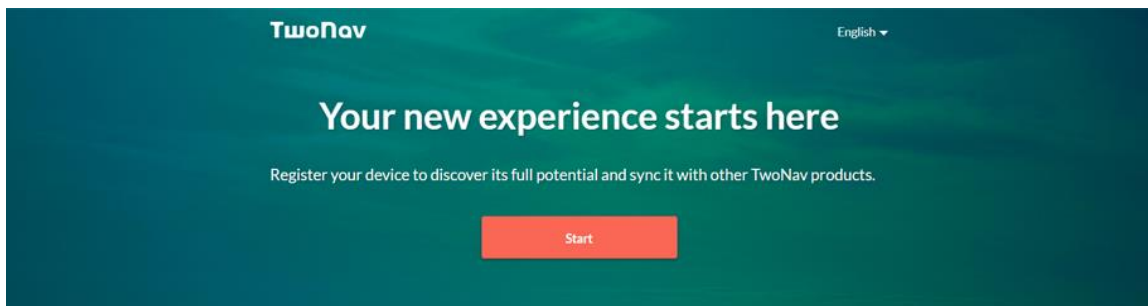 TwoNav
English
Your new experience starts here
Register your device to discover its full potential and sync it with other TwoNav products.
Start